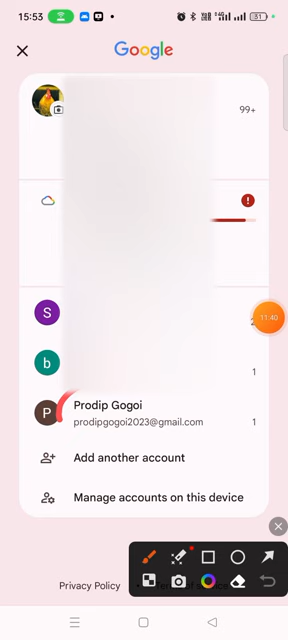 15:53
31
Google
99+
S
11:40
b
1
P
Prodip Gogoi
prodipgogoi2023@gmail.com
1
Add another account
Manage accounts on this device
Privacy Policy